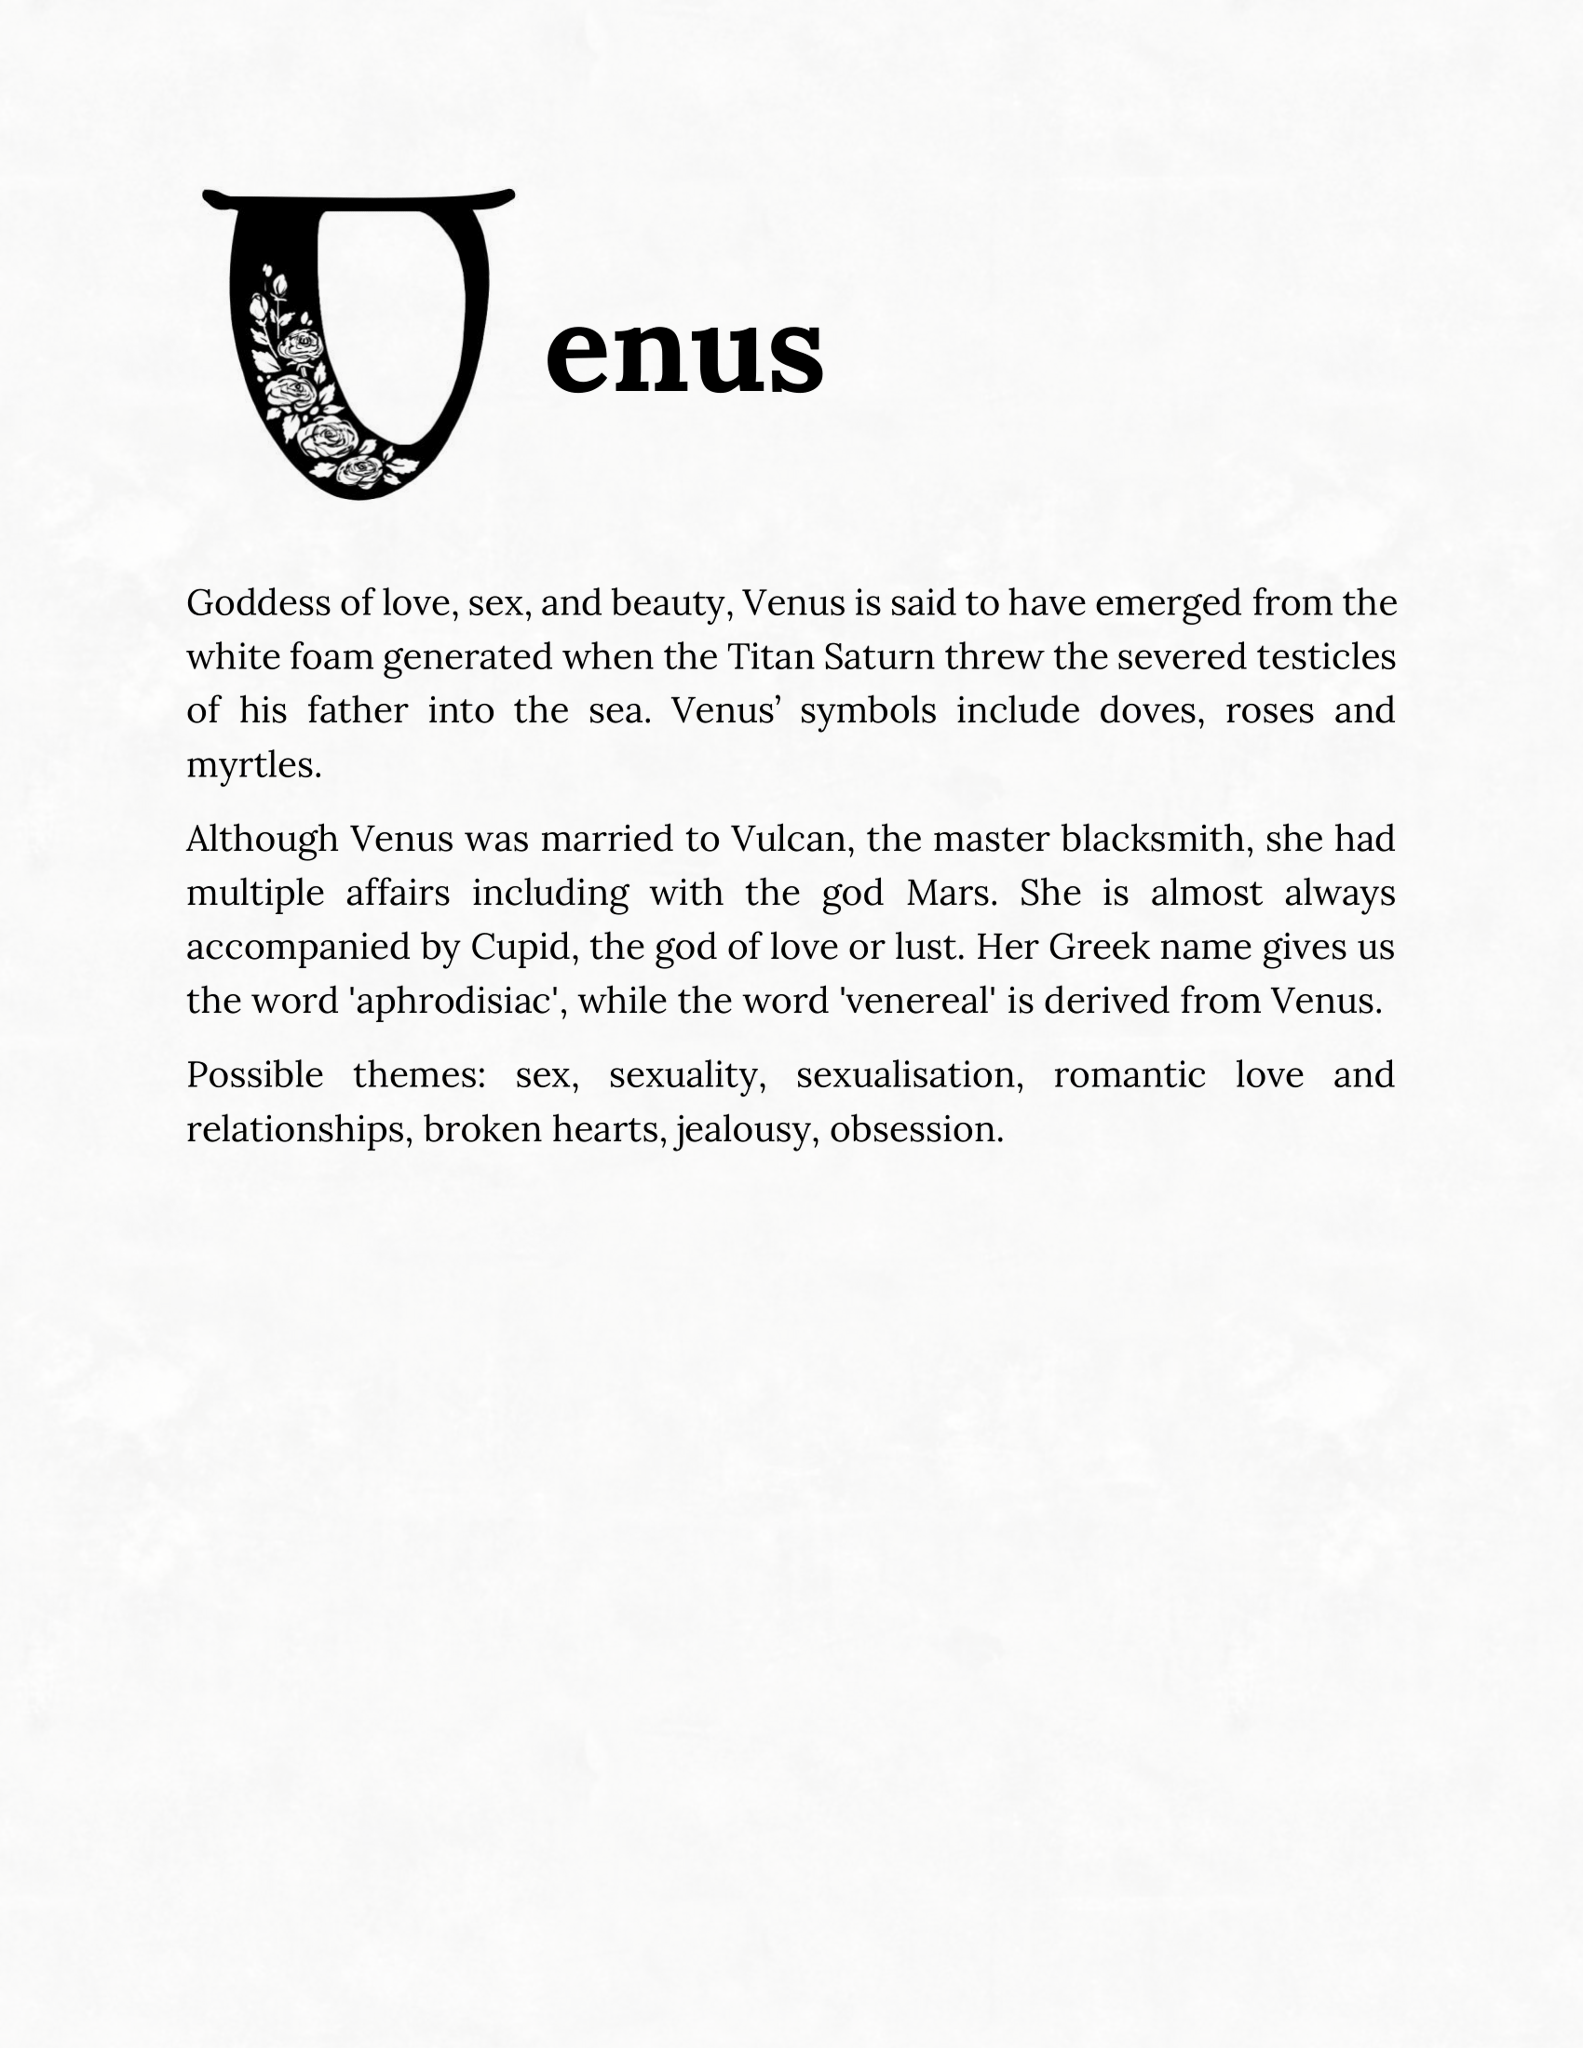 Venus
Goddess of love, sex, and beauty, Venus is said to have emerged from the
white foam generated when the Titan Saturn threw the severed testicles
of his father into the sea. Venus’ symbols include doves, roses and
myrtles.
Although Venus was married to Vulcan, the master blacksmith, she had
multiple affairs including with the god Mars. She is almost always
accompanied by Cupid, the god of love or lust. Her Greek name gives us
the word 'aphrodisiac', while the word 'venereal' is derived from Venus.
Possible themes: sex, sexuality, sexualisation, romantic love and
relationships, broken hearts, jealousy, obsession.